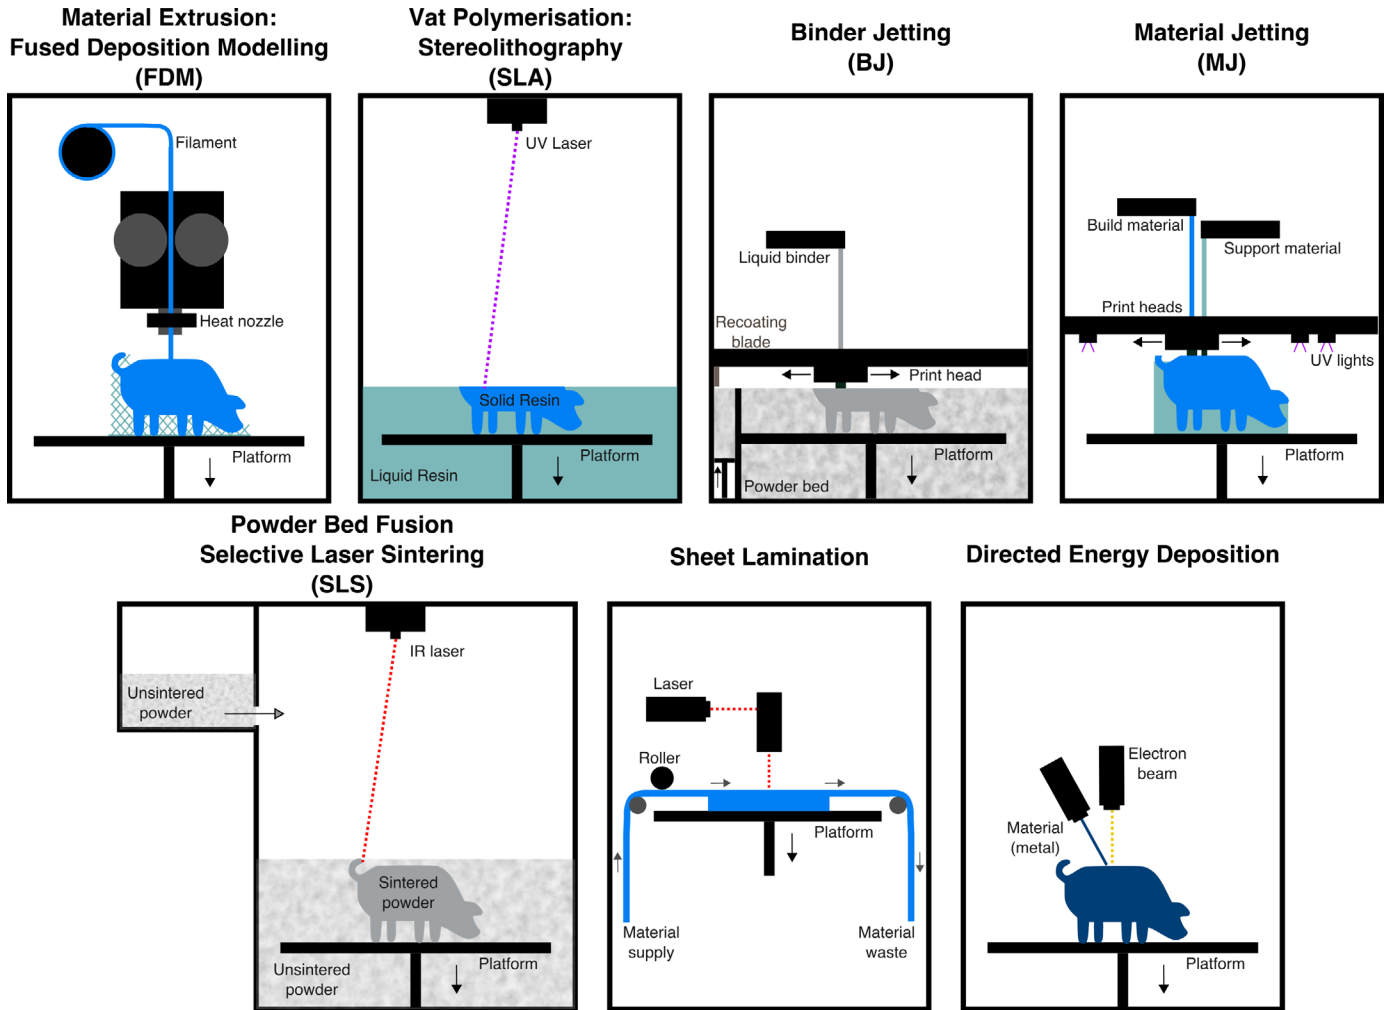 Material Extrusion:
Fused Deposition Modelling
(FDM)
Filament
Heat nozzle
Platform
Vat Polymerisation:
Stereolithography
(SLA)
UV Laser
Solid Resin
Platform
Liquid Resin
Binder Jetting
(BJ)
Liquid binder
Recoating
blade
Print head
Platform
Powder bed
Material Jetting
(MJ)
Build material
Support material
Print heads
UV lights
Platform
Powder Bed Fusion
Selective Laser Sintering
(SLS)
IR laser
Unsintered
powder
Sintered
powder
Platform
Unsintered
powder
Sheet Lamination
Laser
Roller
Platform
Material
supply
Material
waste
Directed Energy Deposition
Electron
beam
Material
(metal)
Platform